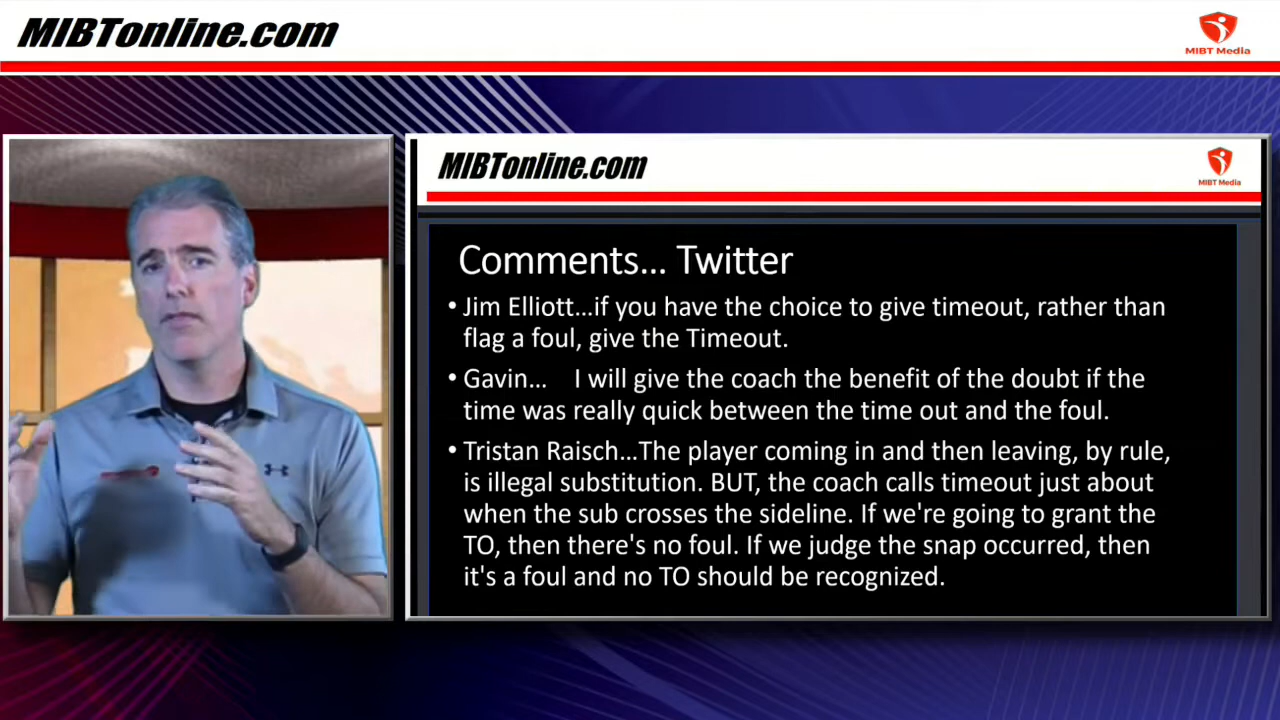 MIBTonline.com
MIBT Media
MIBTonline.com
MIBT Media
Comments... Twitter
• Jim Elliott...if you have the choice to give timeout, rather than
flag a foul, give the Timeout.
• Gavin... I will give the coach the benefit of the doubt if the
time was really quick between the time out and the foul.
• Tristan Raisch...The player coming in and then leaving, by rule,
is illegal substitution. BUT, the coach calls timeout just about
when the sub crosses the sideline. If we're going to grant the
TO, then there's no foul. If we judge the snap occurred, then
it's a foul and no TO should be recognized.